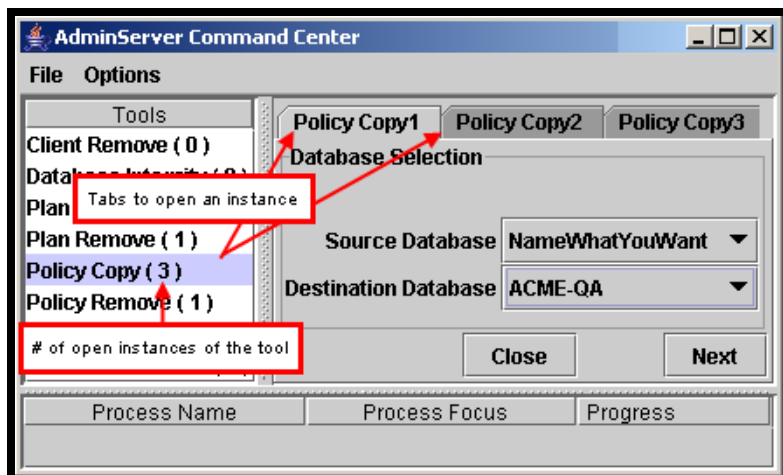 AdminServer Command Center
File Options
Tools
Client Remove ( 0 )
Plan
Plan Remove ( 1 )
Policy Copy ( 3 )
Policy Remove ( 1 )
Tabs to open an instance
# of open instances of the tool
Policy Copy1 Policy Copy2 Policy Copy3
Database Selection
Source Database NameWhatYouWant
Destination Database ACME-QA
Close Next
Process Name Process Focus Progress